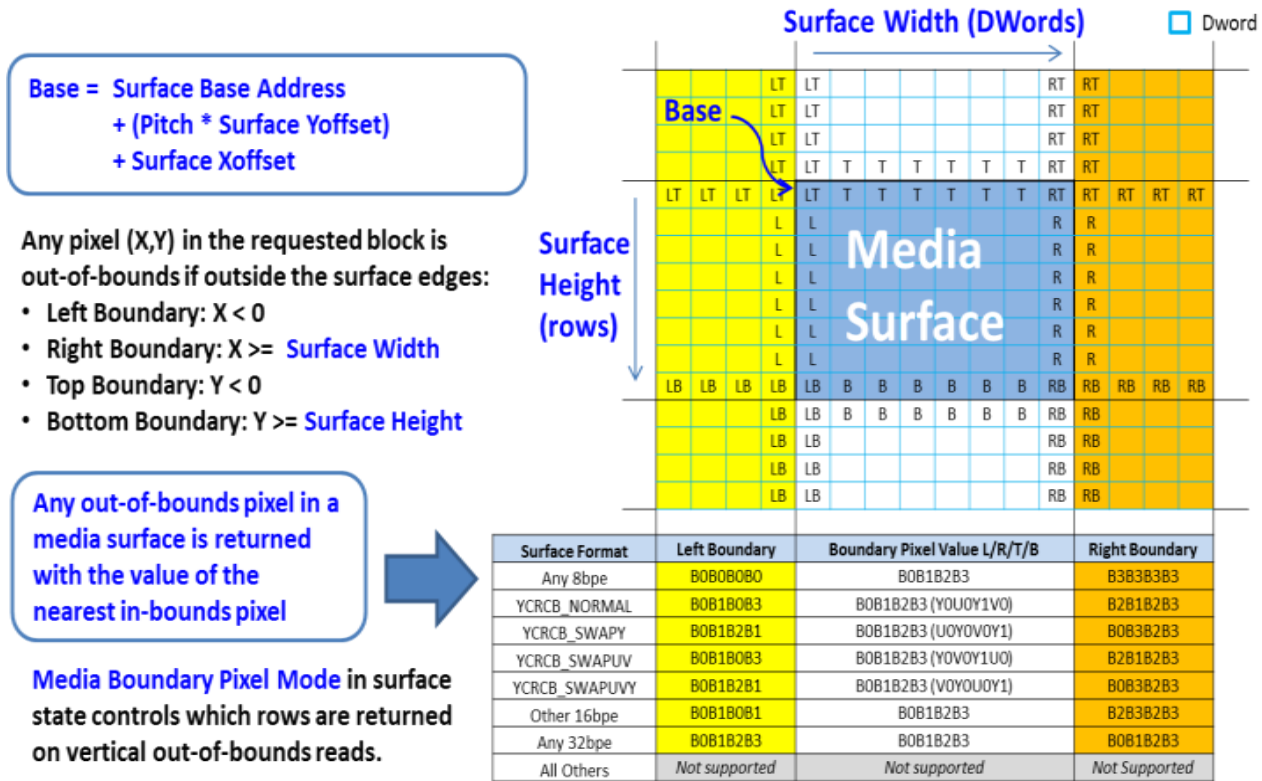 Surface Width (DWords)
Dword
Base = Surface Base Address
+ (Pitch * Surface Yoffset)
+ Surface Xoffset
Any pixel (X,Y) in the requested block is
out-of-bounds if outside the surface edges:
• Left Boundary: X < 0
• Right Boundary: X >= Surface Width
• Top Boundary: Y < 0
• Bottom Boundary: Y >= Surface Height
Any out-of-bounds pixel in a
media surface is returned
with the value of the
nearest in-bounds pixel
Media Boundary Pixel Mode in surface
state controls which rows are returned
on vertical out-of-bounds reads.
Base
Surface
Height
(rows)
Media
Surface
LT LT RT RT
LT LT RT RT
LT LT RT RT
LT LT T T T T T T RT RT
LT LT LT LT LT T T T T T T RT RT RT RT RT
L L R R
L L R R
L L R R
L L R R
L L R R
L L R R
LB LB LB LB LB B B B B B B RB RB RB RB RB
LB LB B B B B B B RB RB
LB LB RB RB
LB LB RB RB
LB LB RB RB
Surface Format Left Boundary Boundary Pixel Value L/R/T/B Right Boundary
Any 8bpe B0B0B0B0 B0B1B2B3 B3B3B3B3
YCRCB_NORMAL B0B1B0B3 B0B1B2B3 (Y0U0Y1V0) B2B1B2B3
YCRCB_SWAPY B0B1B2B1 B0B1B2B3 (U0Y0V0Y1) B0B3B2B3
YCRCB_SWAPUV B0B1B0B3 B0B1B2B3 (Y0V0Y1U0) B2B1B2B3
YCRCB_SWAPUVY B0B1B2B1 B0B1B2B3 (V0Y0U0Y1) B0B3B2B3
Other 16bpe B0B1B0B1 B0B1B2B3 B2B3B2B3
Any 32bpe B0B1B2B3 B0B1B2B3 B0B1B2B3
All Others Not supported Not supported Not Supported